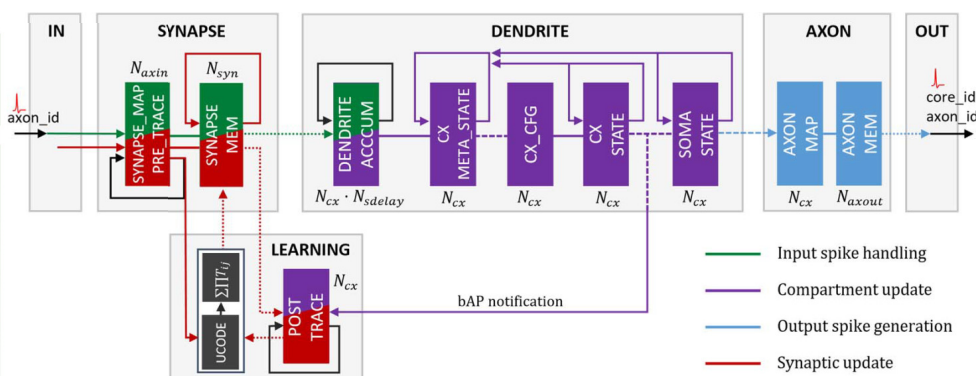 IN
SYNAPSE
DENDRITE
AXON
OUT
axon_id
N_axin
SYNAPSE_MAP
PRE_TRACE
N_syn
SYNAPSE
MEM
DENDRITE
ACCCUM
N_cx · N_sdelay
CX
META_STATE
N_cx
CX_CFG
N_cx
CX
STATE
N_cx
SOMA
STATE
N_cx
AXON
MAP
N_cx
AXON
MEM
N_axout
core_id
axon_id
LEARNING
ΣΠT_ij
UCODE
N_cx
POST
TRACE
bAP notification
Input spike handling
Compartment update
Output spike generation
Synaptic update